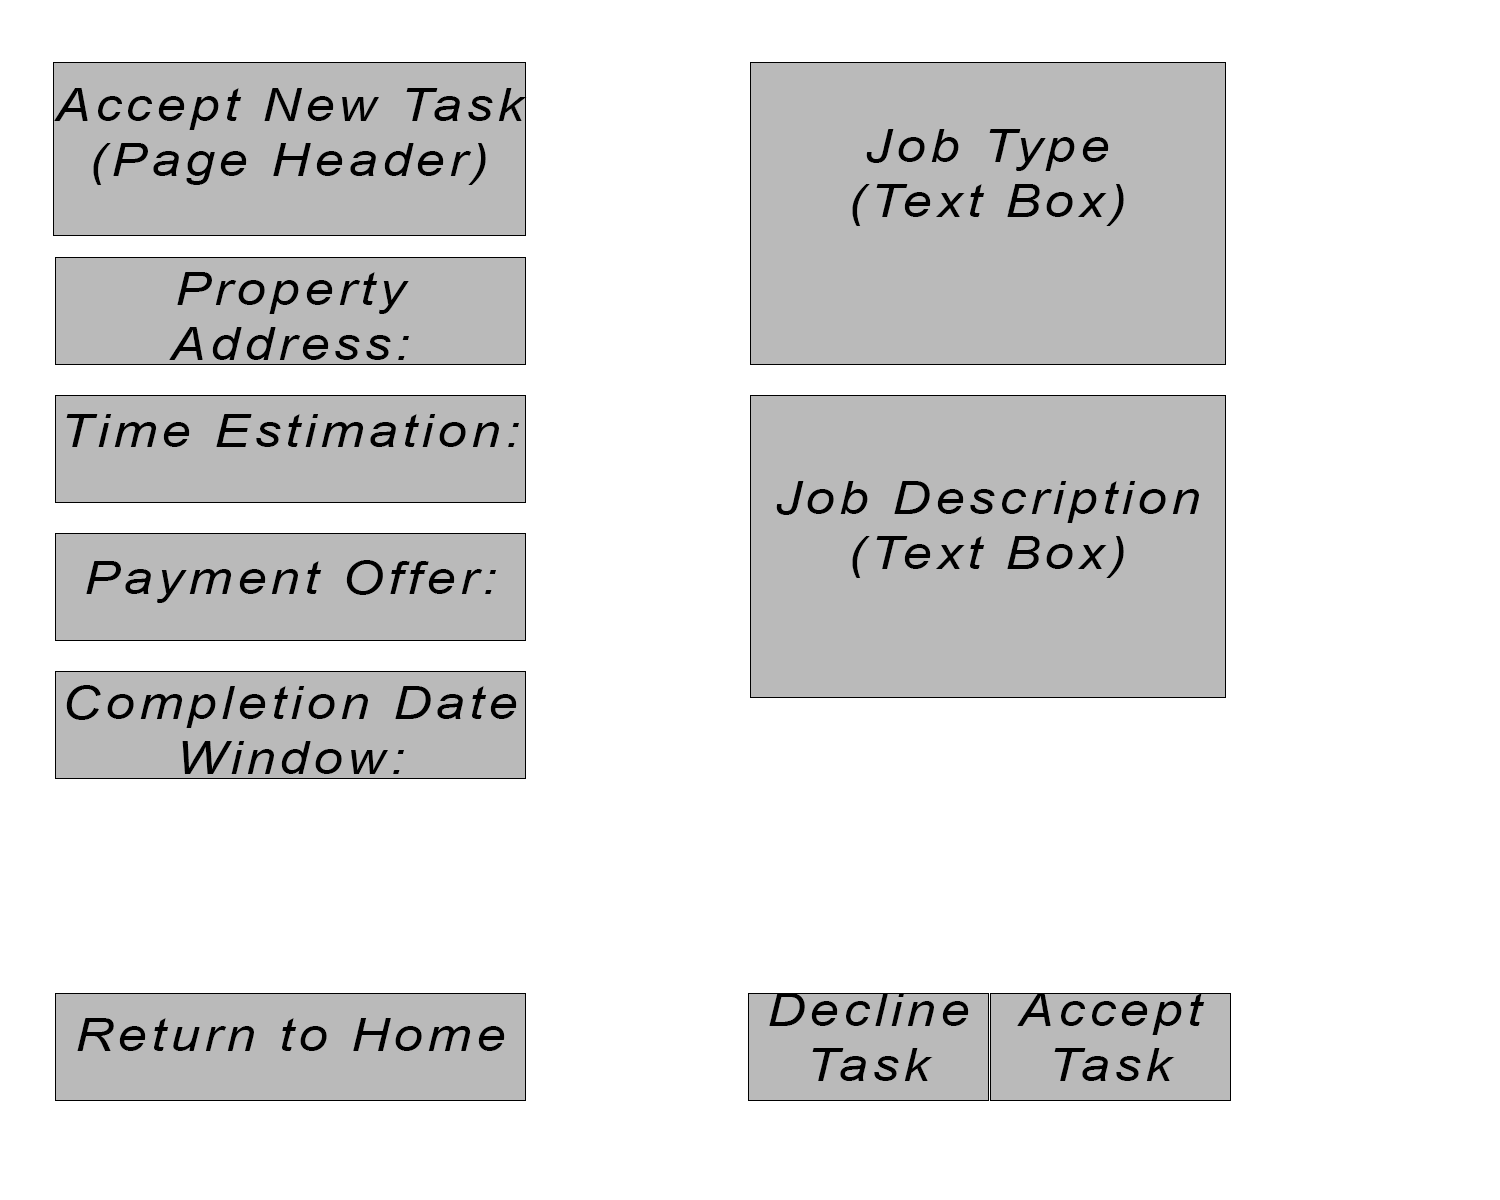 Accept New Task
(Page Header)
Property
Address:
Time Estimation:
Payment Offer:
Completion Date
Window:
Job Type
(Text Box)
Job Description
(Text Box)
Return to Home
Decline
Task
Accept
Task